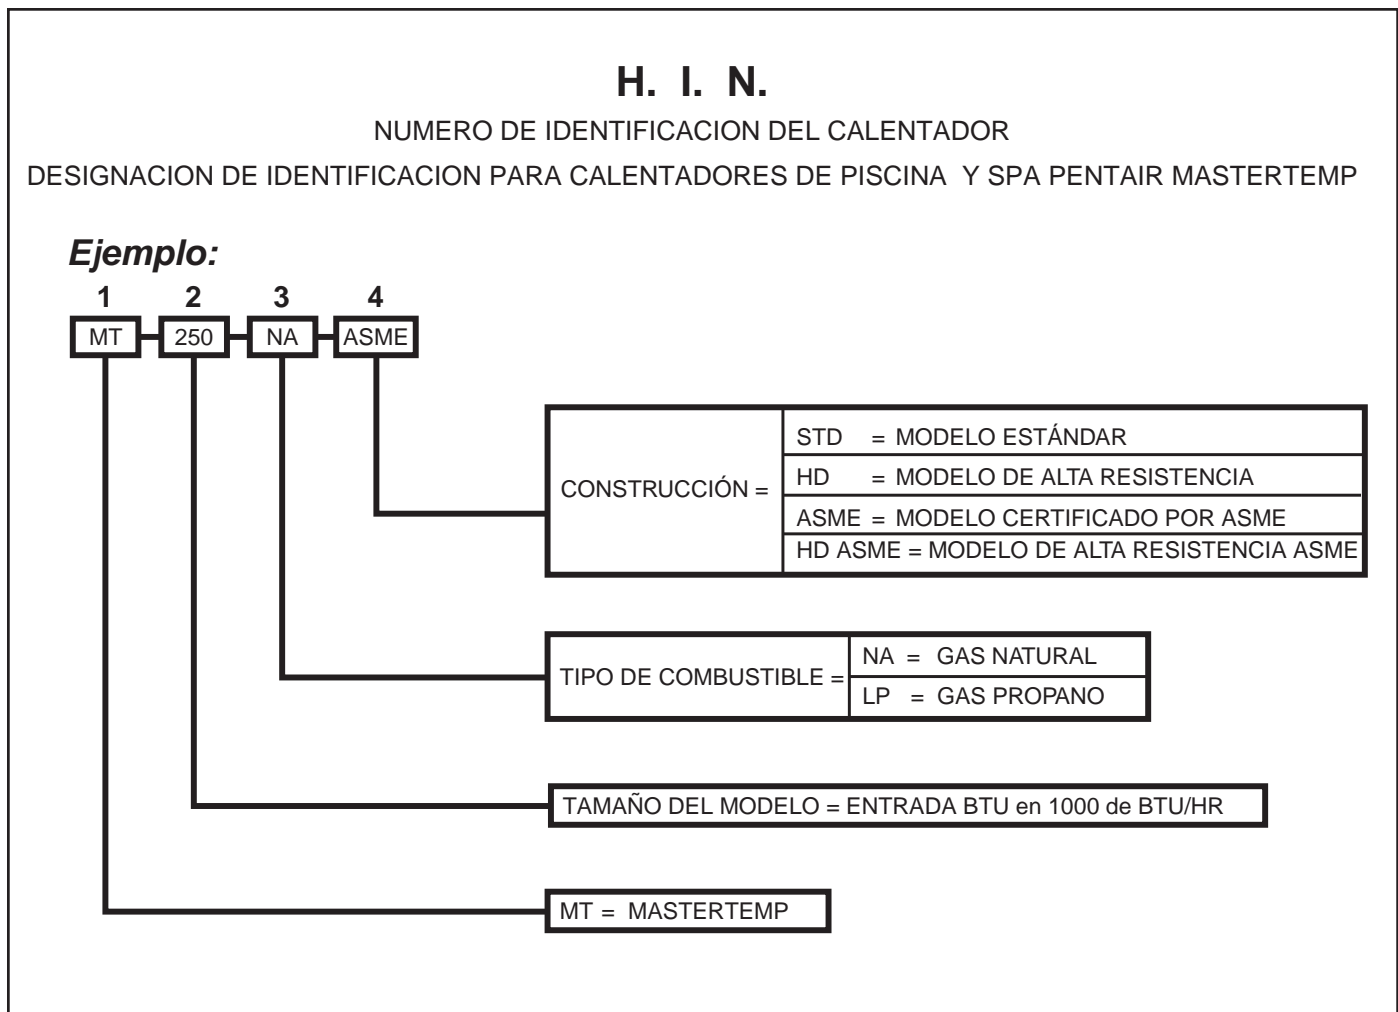 H. I. N.
NUMERO DE IDENTIFICACION DEL CALENTADOR
DESIGNACION DE IDENTIFICACION PARA CALENTADORES DE PISCINA Y SPA PENTAIR MASTERTEMP
Ejemplo:
1 2 3 4
MT 250 NA ASME
CONSTRUCCIÓN =
STD = MODELO ESTÁNDAR
HD = MODELO DE ALTA RESISTENCIA
ASME = MODELO CERTIFICADO POR ASME
HD ASME = MODELO DE ALTA RESISTENCIA ASME
TIPO DE COMBUSTIBLE =
NA = GAS NATURAL
LP = GAS PROPANO
TAMAÑO DEL MODELO = ENTRADA BTU en 1000 de BTU/HR
MT = MASTERTEMP